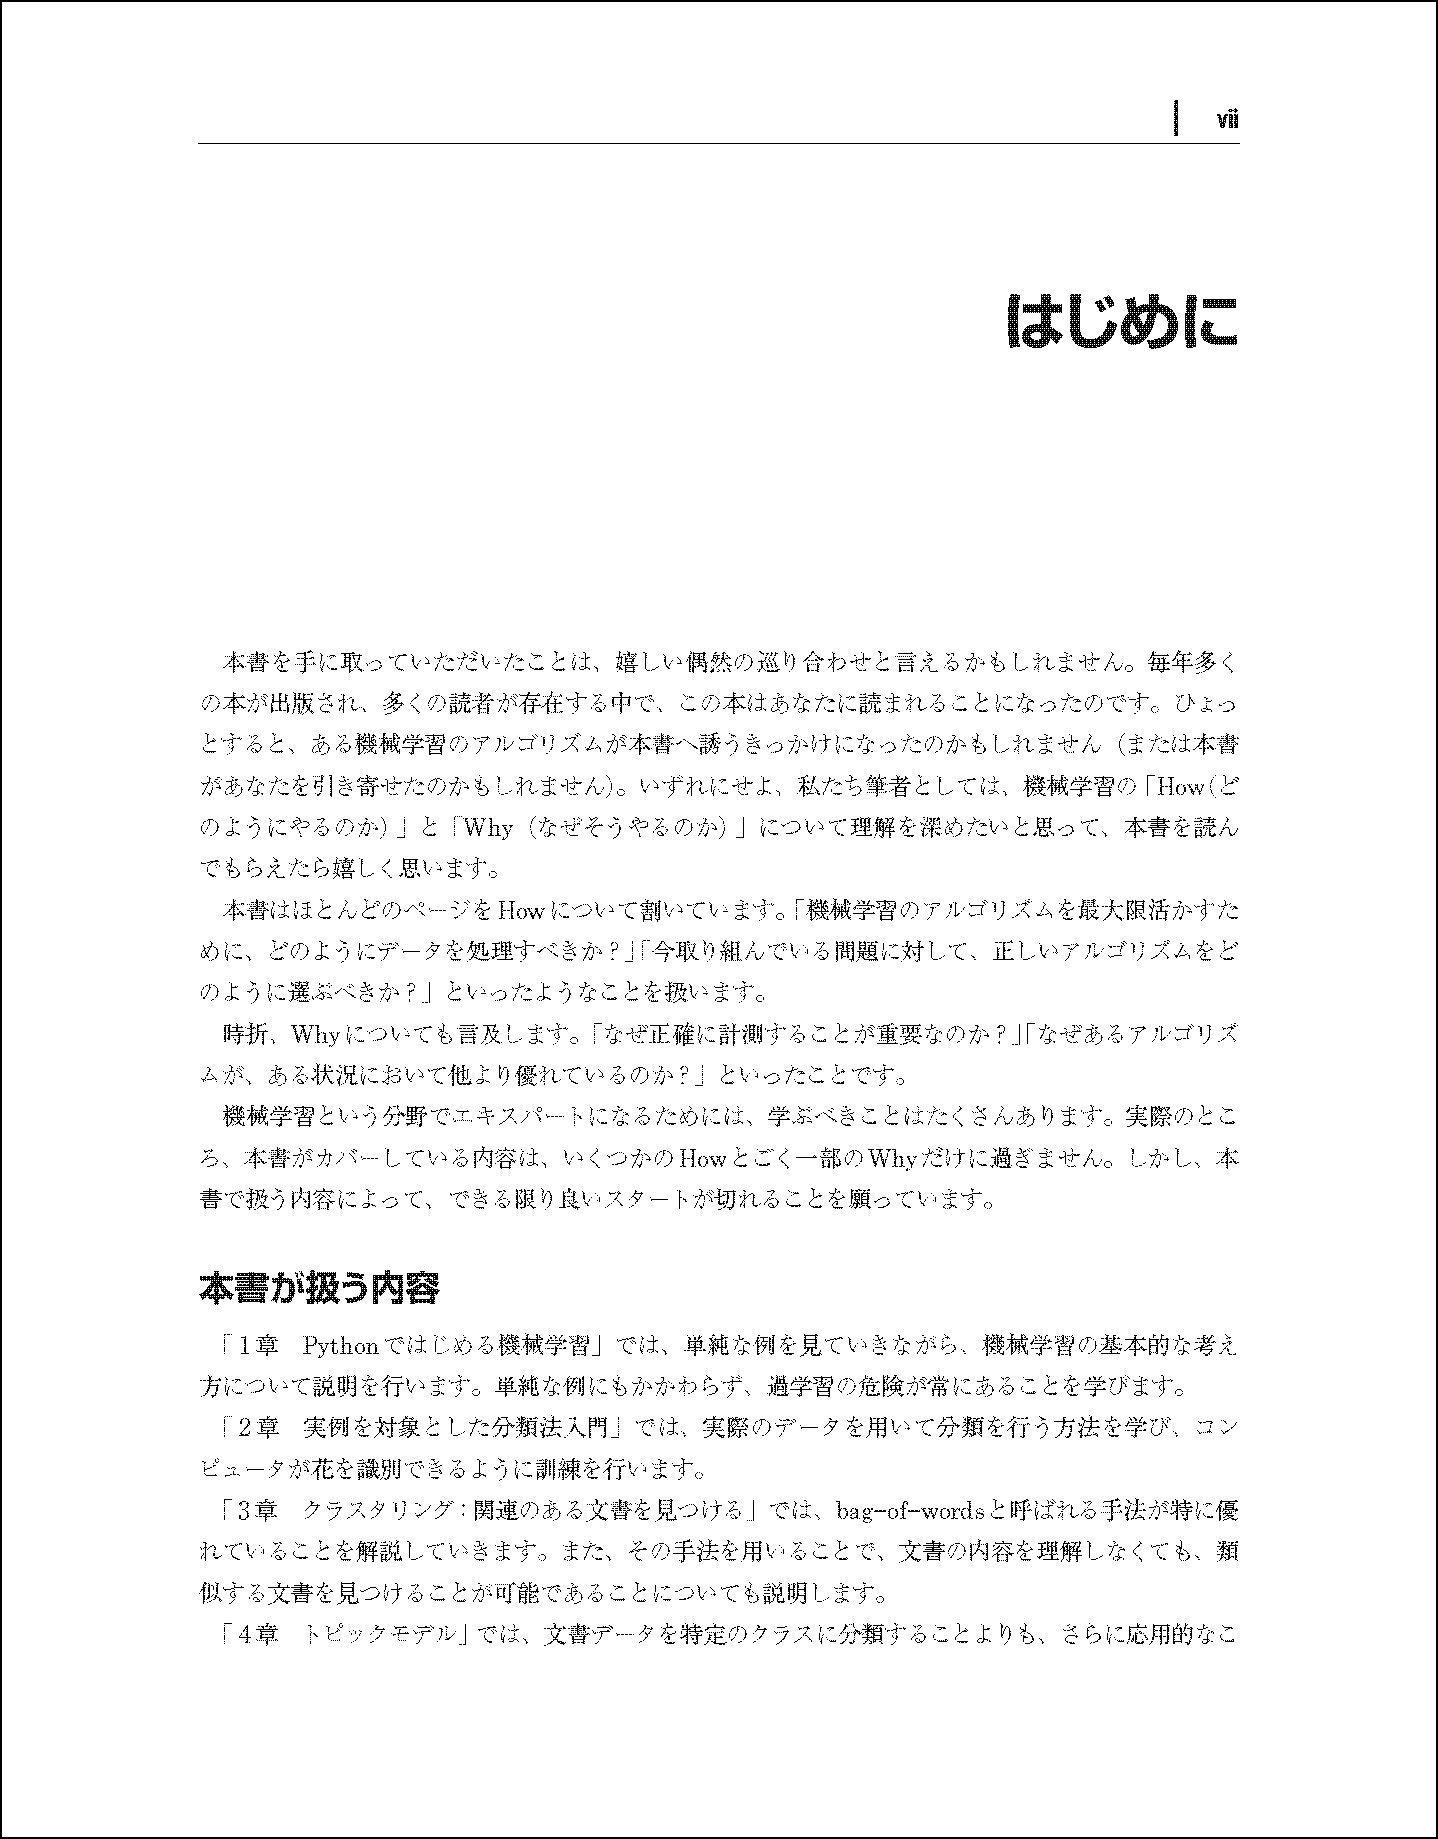 vii
はじめに
本書を手に取っていただいたことは、嬉しい偶然の巡り合わせと言えるかもしれません。毎年多く
の本が出版され、多くの読者が存在する中で、この本はあなたに読まれることになったのです。ひょっ
とすると、ある機械学習のアルゴリズムが本書へ誘うきっかけになったのかもしれません（または本書
があなたを引き寄せたのかもしれません）。いずれにせよ、私たち筆者としては、機械学習の「How（ど
のようにやるのか）」と「Why（なぜそうやるのか）」について理解を深めたいと思って、本書を読ん
でもらえたら嬉しく思います。
本書はほとんどのページをHowについて割いています。「機械学習のアルゴリズムを最大限活かすた
めに、どのようにデータを処理すべきか？」「今取り組んでいる問題に対して、正しいアルゴリズムをど
のように選ぶべきか？」といったようなことを扱います。
時折、Whyについても言及します。「なぜ正確に計測することが重要なのか？」「なぜあるアルゴリズ
ムが、ある状況において他より優れているのか？」といったことです。
機械学習という分野でエキスパートになるためには、学ぶべきことはたくさんあります。実際のとこ
ろ、本書がカバーしている内容は、いくつかのHowとごく一部のWhyだけに過ぎません。しかし、本
書で扱う内容によって、できる限り良いスタートが切れることを願っています。
本書が扱う内容
「1章　Pythonではじめる機械学習」では、単純な例を見ていきながら、機械学習の基本的な考え
方について説明を行います。単純な例にもかかわらず、過学習の危険が常にあることを学びます。
「2章　実例を対象とした分類法入門」では、実際のデータを用いて分類を行う方法を学び、コン
ピュータが花を識別できるように訓練を行います。
「3章　クラスタリング：関連のある文書を見つける」では、bag-of-wordsと呼ばれる手法が特に優
れていることを解説していきます。また、その手法を用いることで、文書の内容を理解しなくても、類
似する文書を見つけることが可能であることについても説明します。
「4章　トピックモデル」では、文書データを特定のクラスに分類することよりも、さらに応用的なこ